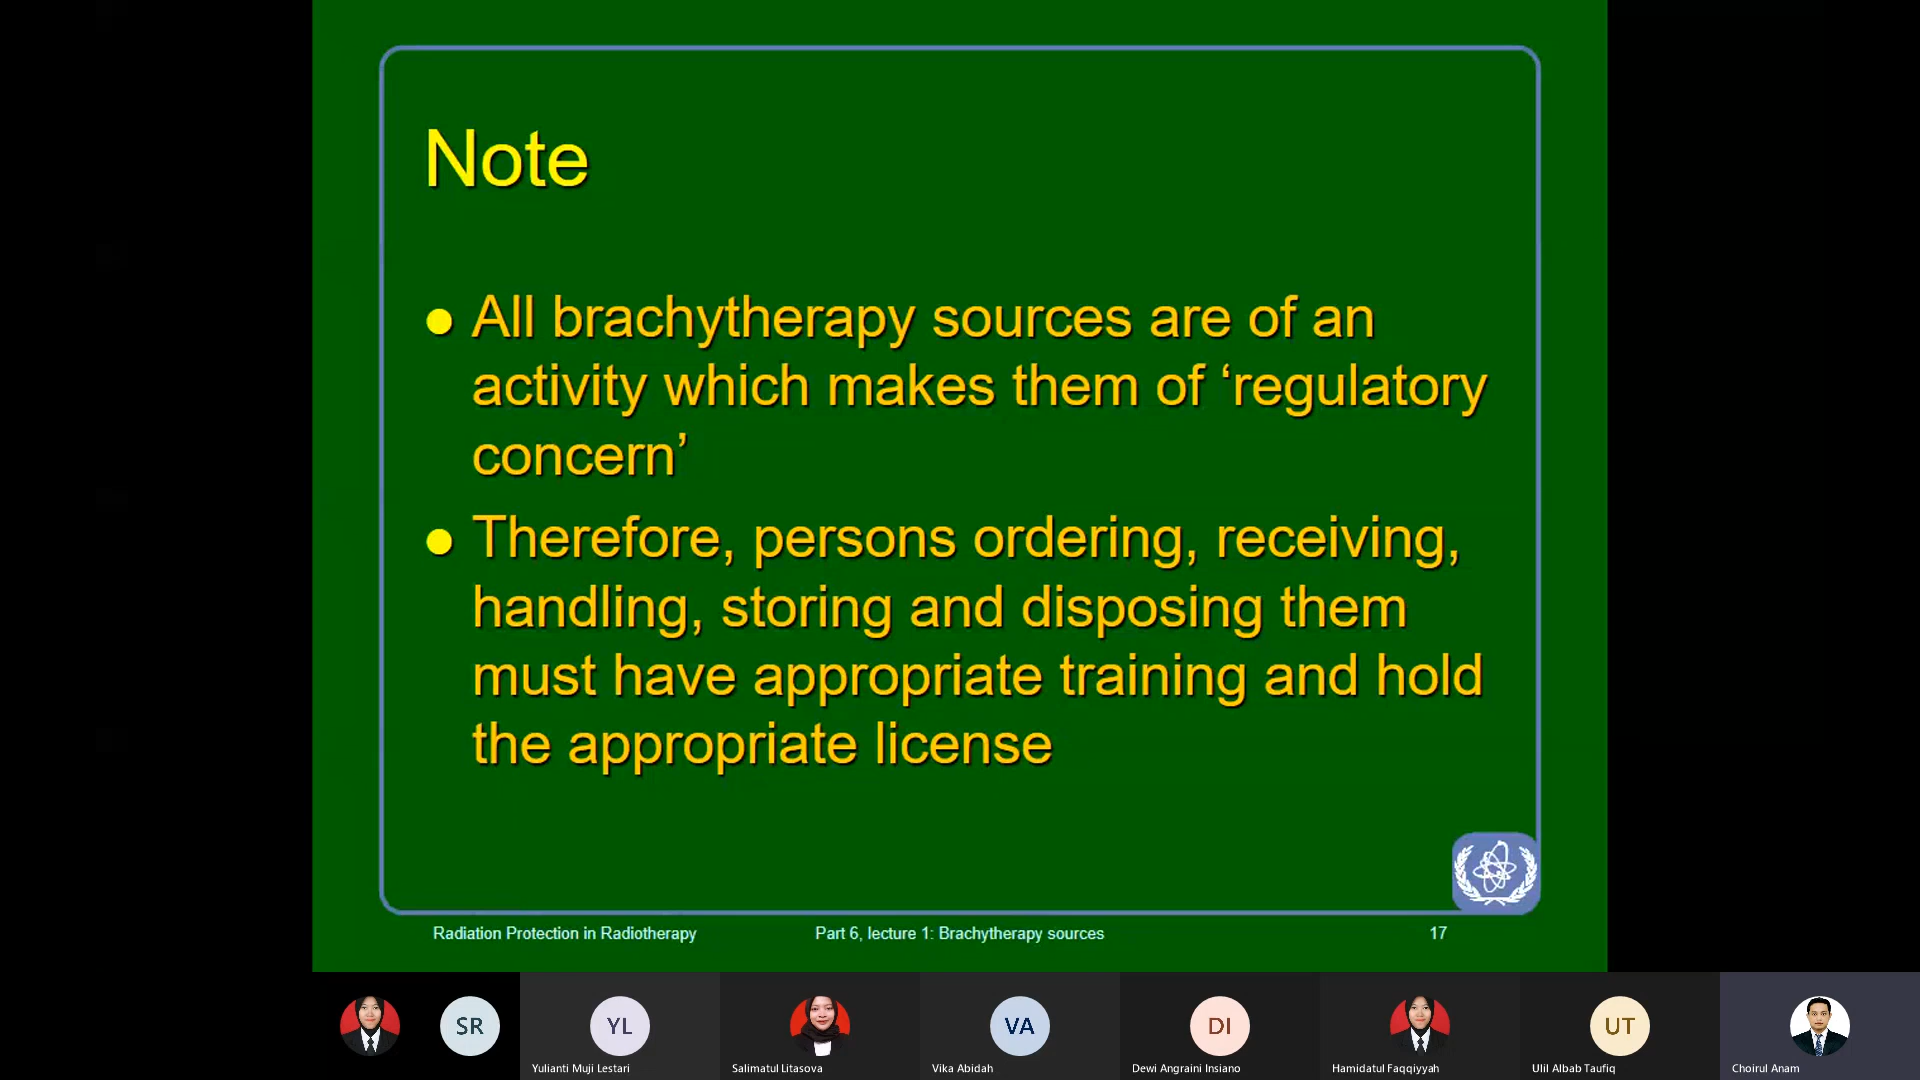 Note
All brachytherapy sources are of an
activity which makes them of ‘regulatory
concern’
Therefore, persons ordering, receiving,
handling, storing and disposing them
must have appropriate training and hold
the appropriate license
Radiation Protection in Radiotherapy
Part 6, lecture 1: Brachytherapy sources
17
SR
YL
VA
DI
UT
Yulianti Muji Lestari
Salimatul Litasova
Vika Abidah
Dewi Angraini Insiano
Hamidatul Faqqiyyah
Ulil Albab Taufiq
Choirul Anam